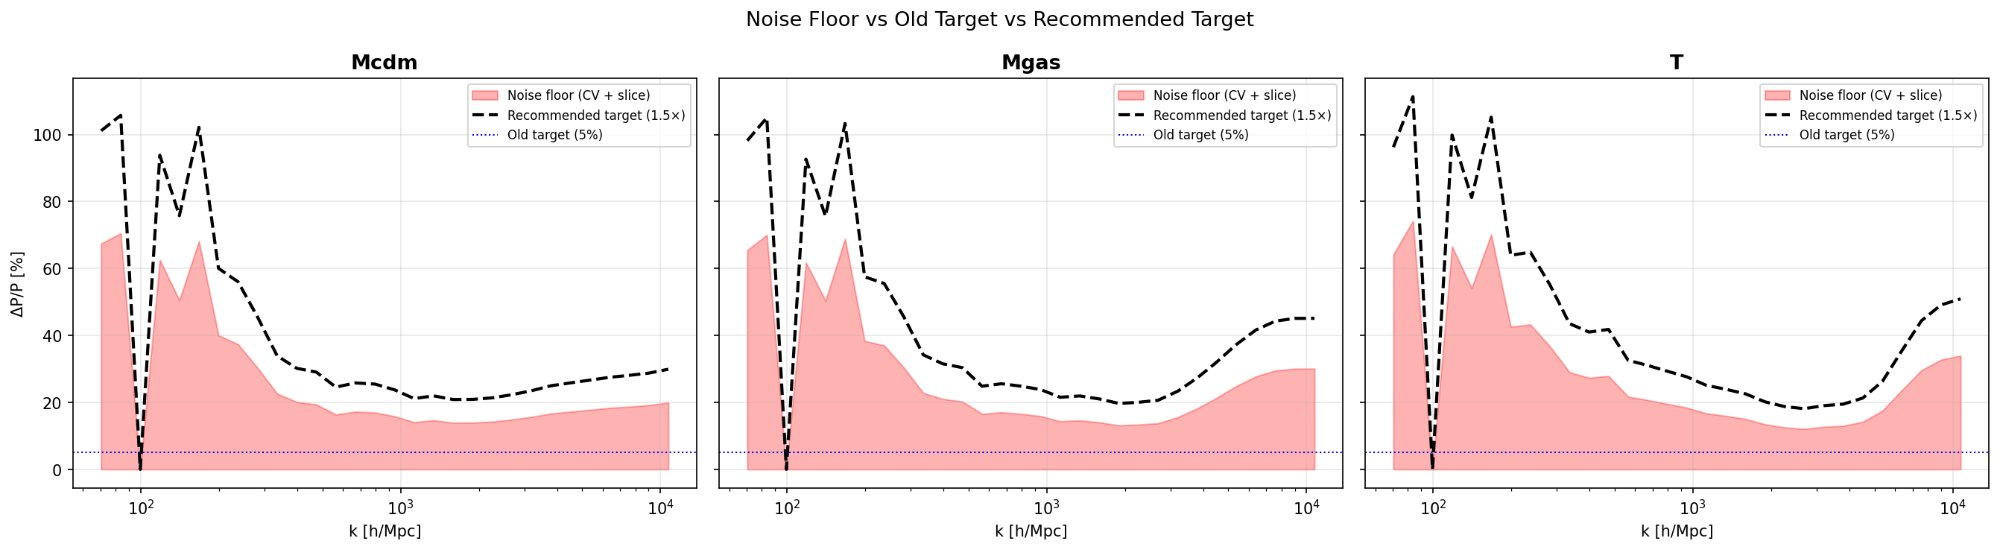 Noise Floor vs Old Target vs Recommended Target
Mcdm
Noise floor (CV + slice)
Recommended target (1.5×)
Old target (5%)
ΔP/P [%]
100
80
60
40
20
0
10²
10³
10⁴
k [h/Mpc]
Mgas
Noise floor (CV + slice)
Recommended target (1.5×)
Old target (5%)
10²
10³
10⁴
k [h/Mpc]
T
Noise floor (CV + slice)
Recommended target (1.5×)
Old target (5%)
10²
10³
10⁴
k [h/Mpc]